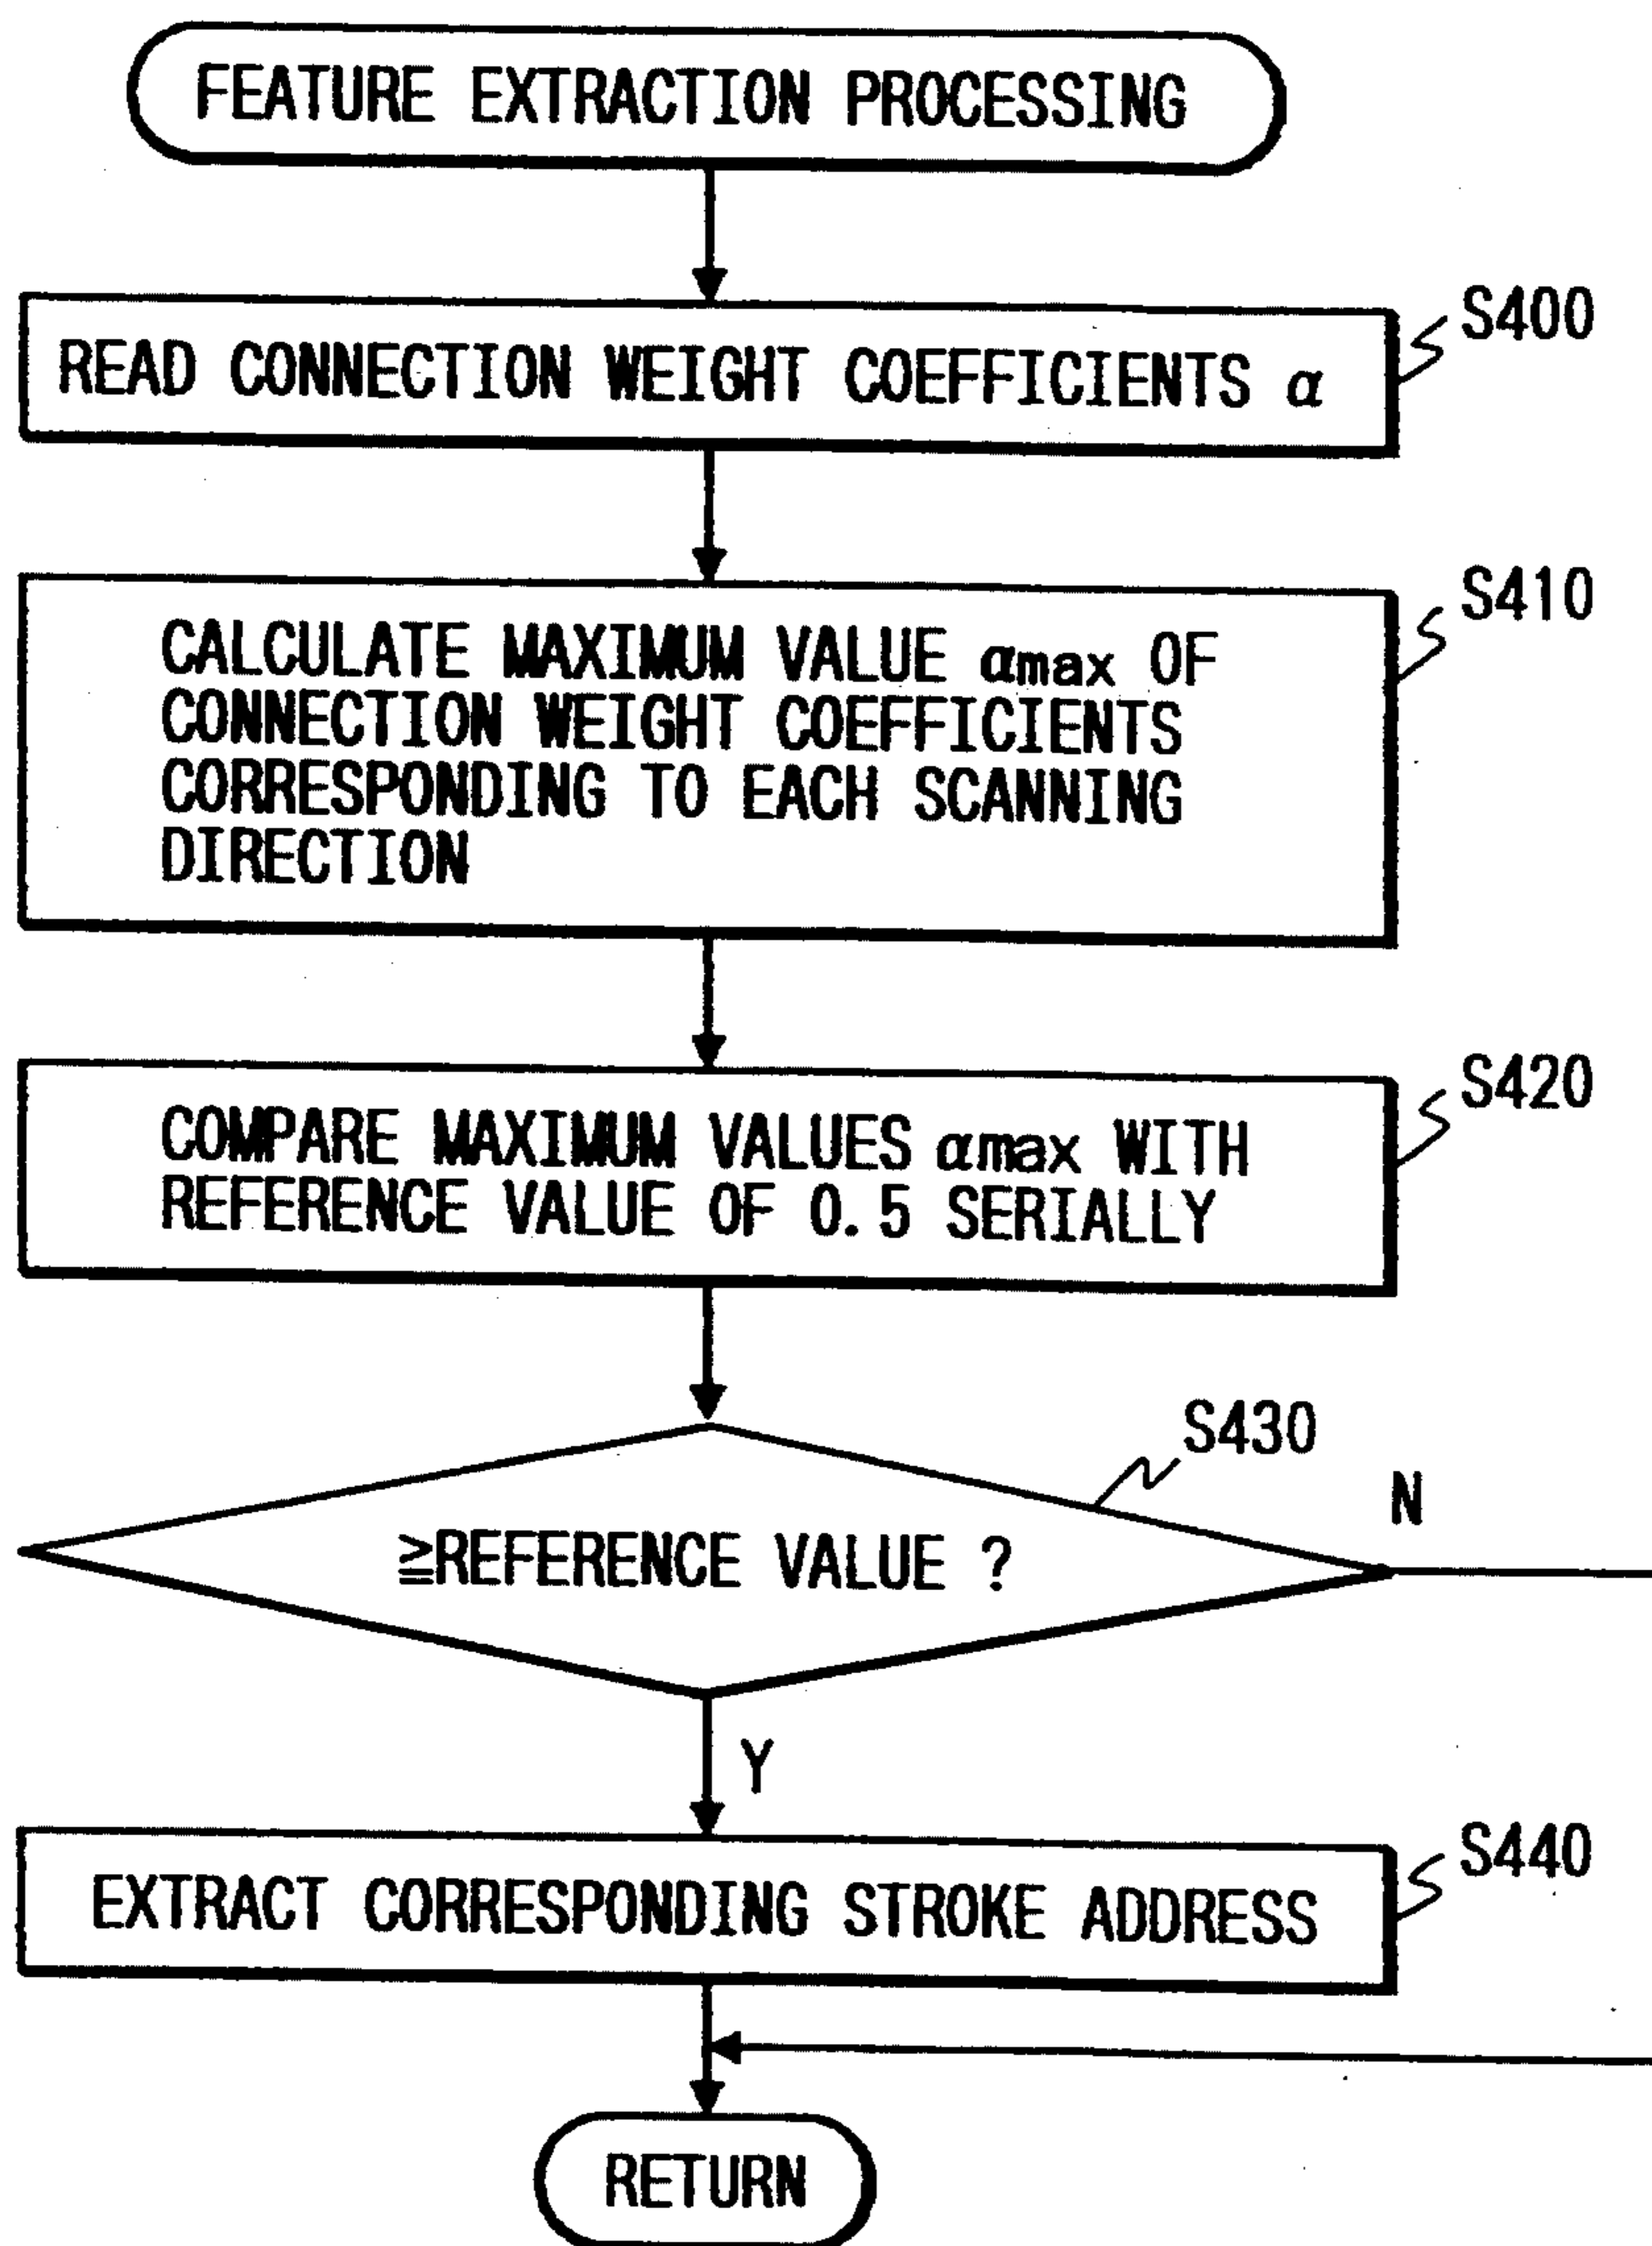 FEATURE EXTRACTION PROCESSING
S400
READ CONNECTION WEIGHT COEFFICIENTS α
S410
CALCULATE MAXIMUM VALUE αmax OF
CONNECTION WEIGHT COEFFICIENTS
CORRESPONDING TO EACH SCANNING
DIRECTION
S420
COMPARE MAXIMUM VALUES αmax WITH
REFERENCE VALUE OF 0.5 SERIALLY
S430
N
≧REFERENCE VALUE ?
Y
S440
EXTRACT CORRESPONDING STROKE ADDRESS
RETURN